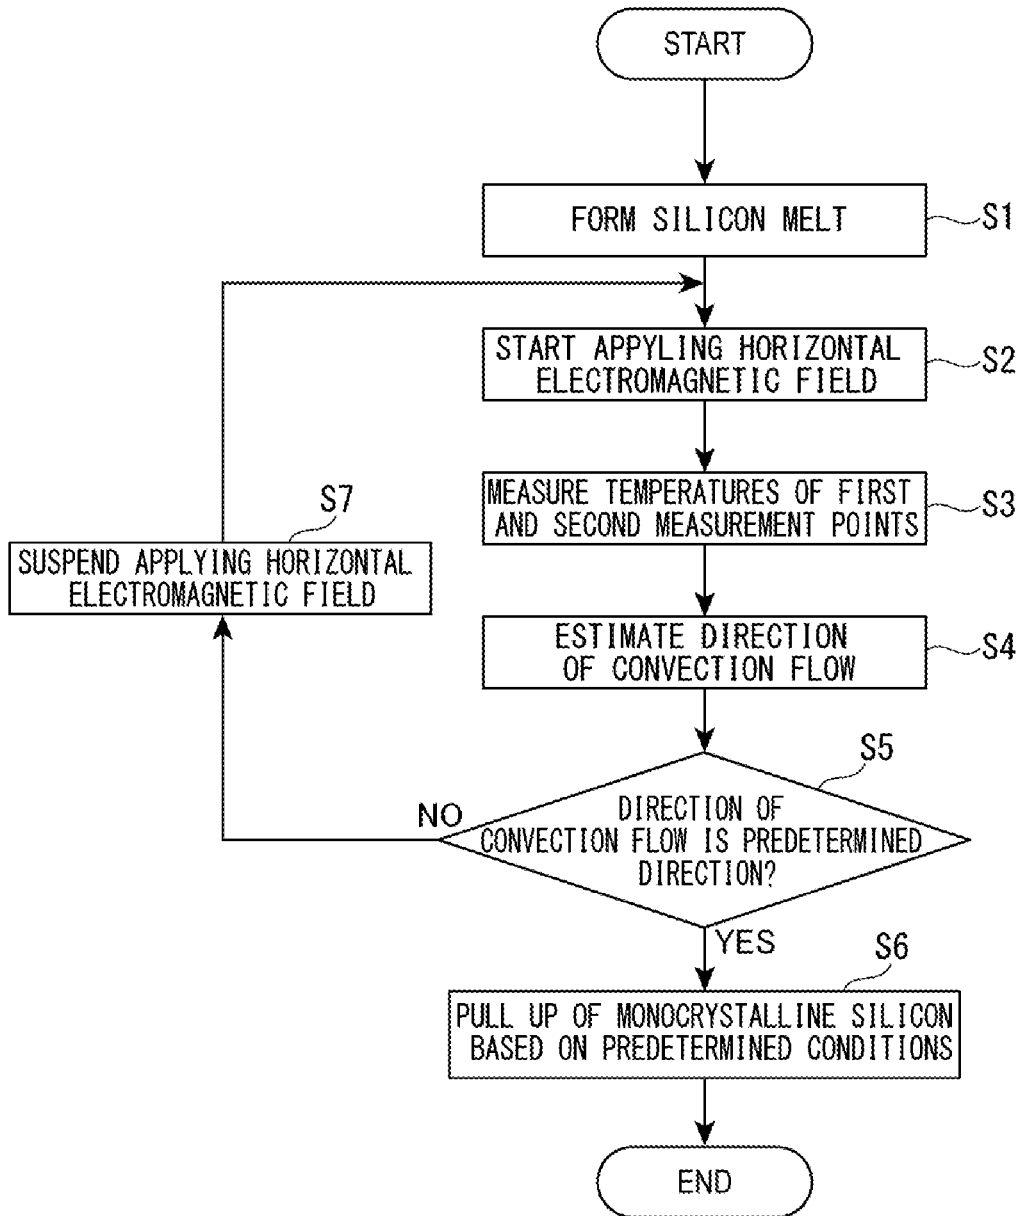 START
FORM SILICON MELT
S1
START APPYLING HORIZONTAL
ELECTROMAGNETIC FIELD
S2
MEASURE TEMPERATURES OF FIRST
AND SECOND MEASUREMENT POINTS
S3
S7
SUSPEND APPLYING HORIZONTAL
ELECTROMAGNETIC FIELD
ESTIMATE DIRECTION
OF CONVECTION FLOW
S4
S5
NO
DIRECTION OF
CONVECTION FLOW IS PREDETERMINED
DIRECTION?
YES
S6
PULL UP OF MONOCRYSTALLINE SILICON
BASED ON PREDETERMINED CONDITIONS
END